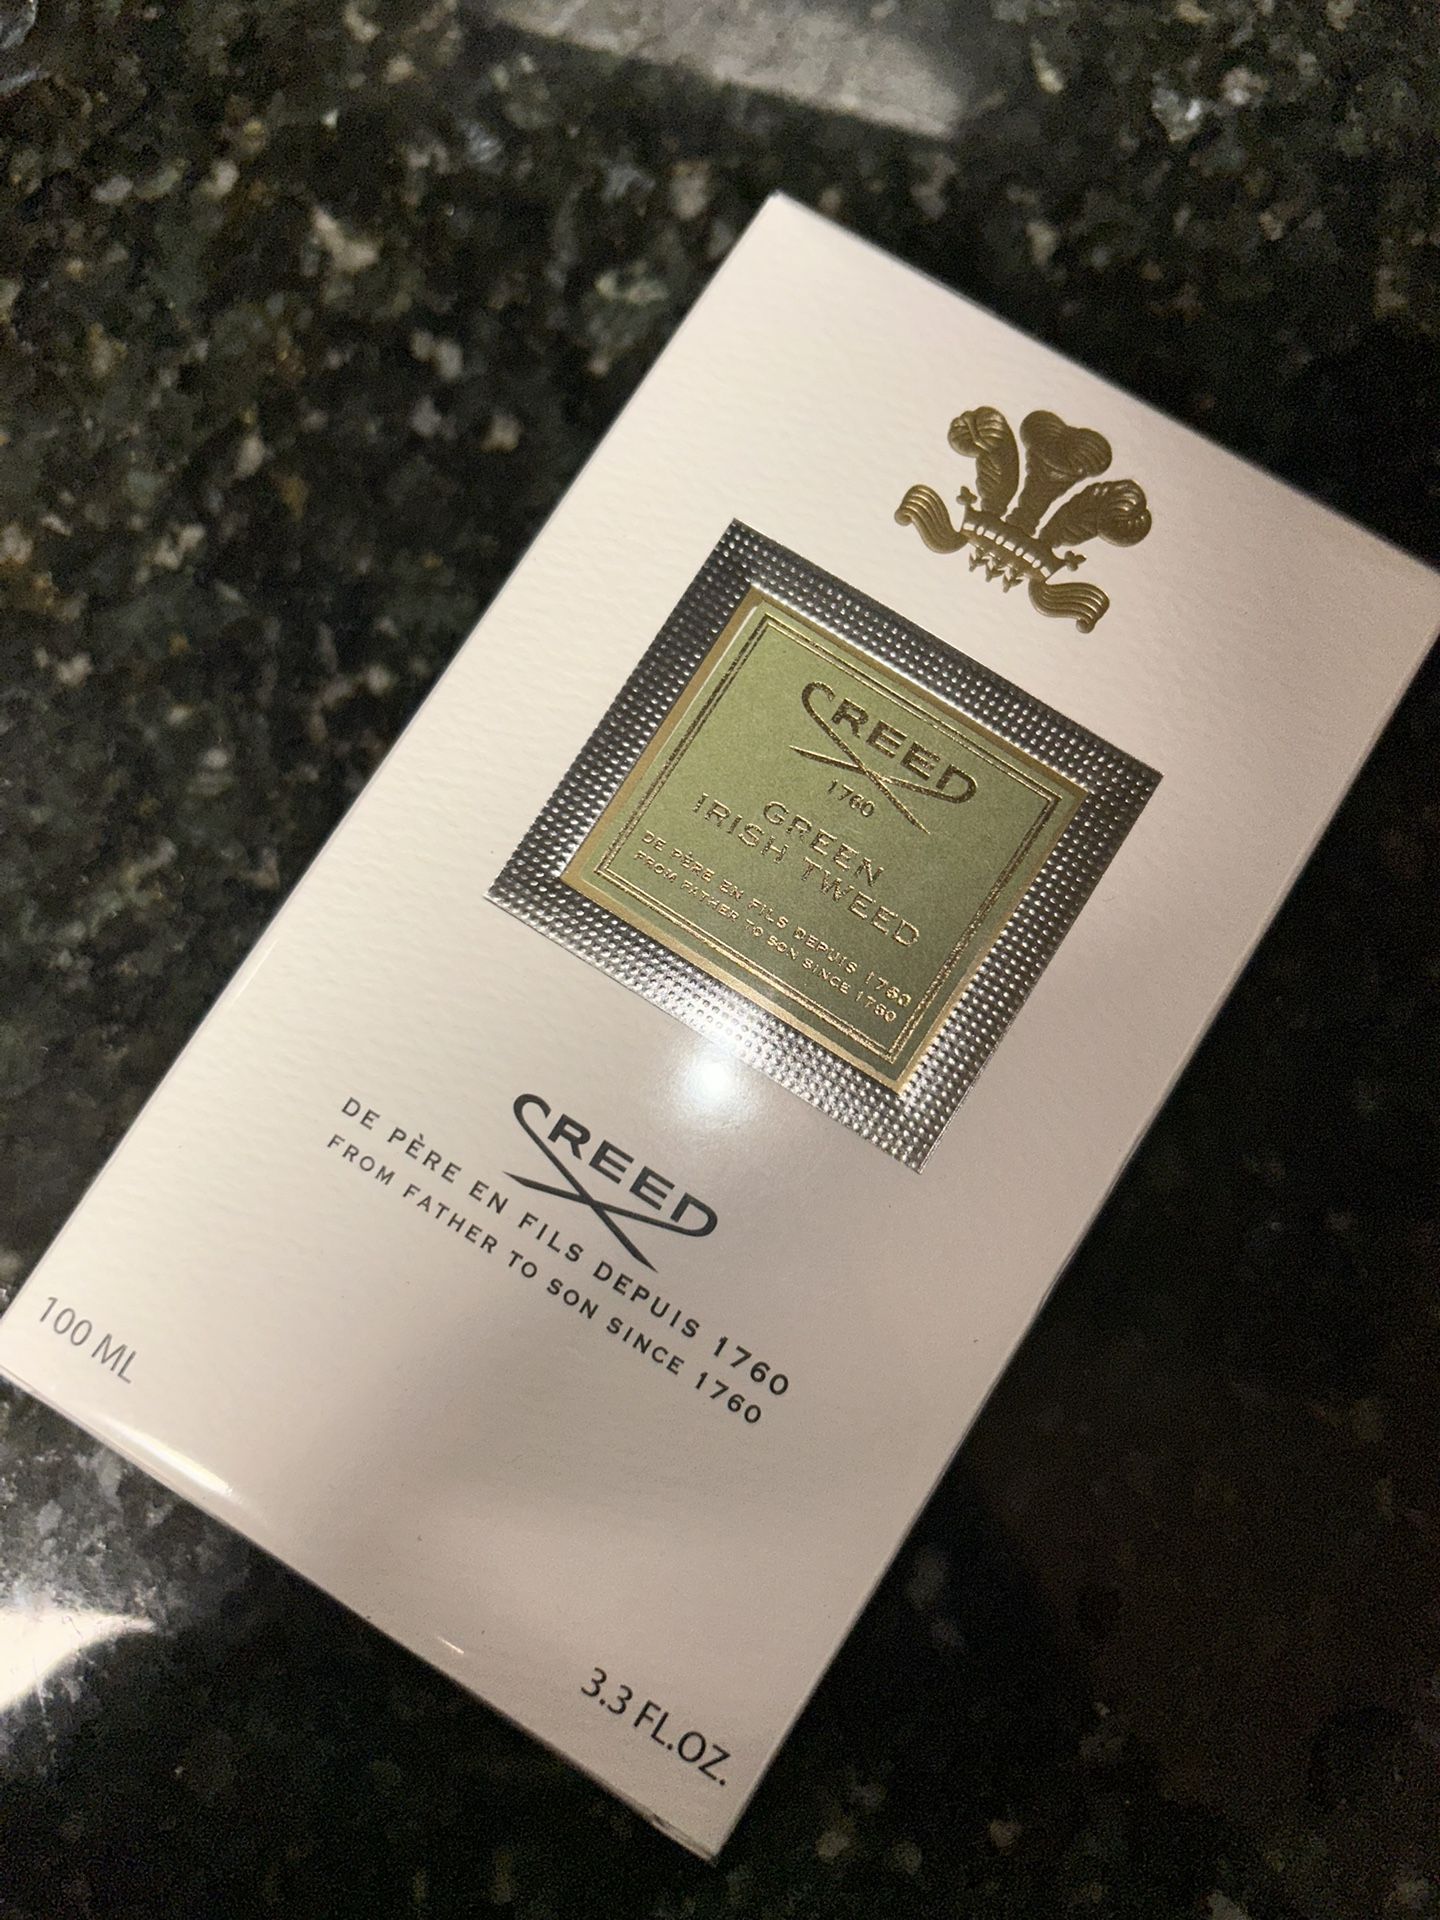 CREED
1760
GREEN
IRISH TWEED
DE PÈRE EN FILS DEPUIS 1760
FROM FATHER TO SON SINCE 1760
CREED
DE PÈRE EN FILS DEPUIS 1760
FROM FATHER TO SON SINCE 1760
100 ML
3.3 FL.OZ.